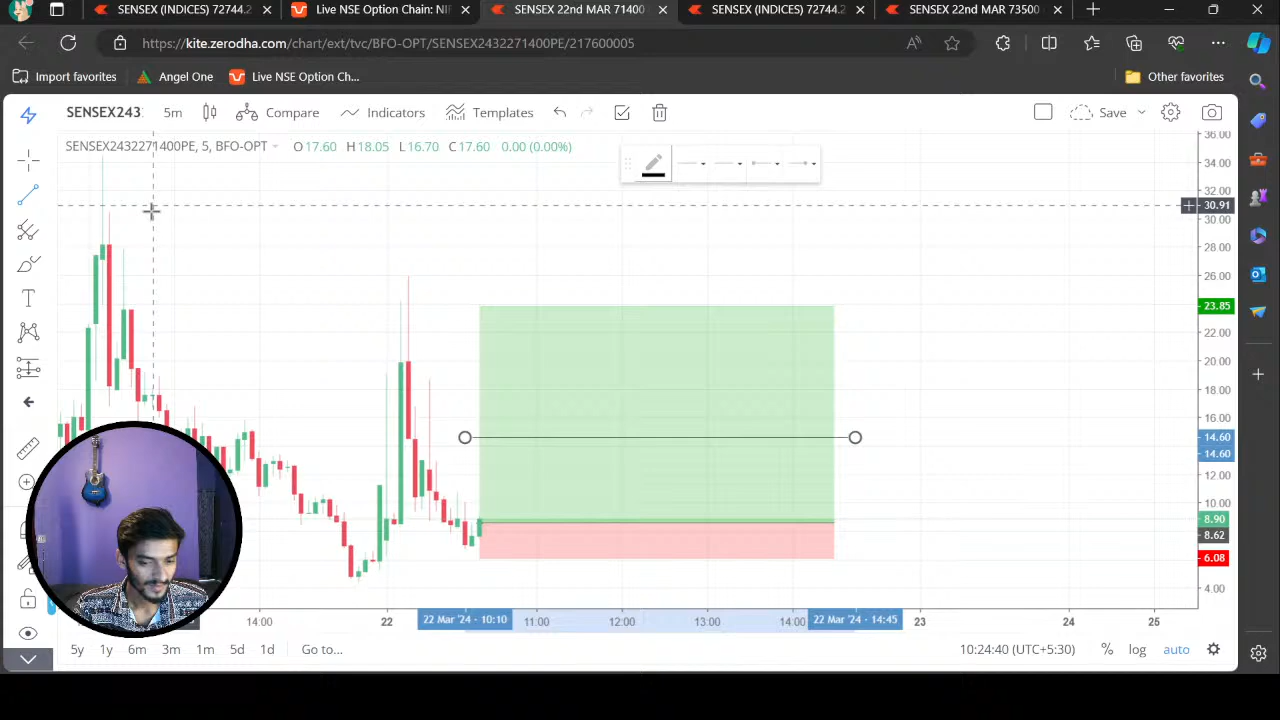 SENSEX (INDICES) 72744.2
Live NSE Option Chain: NIF
SENSEX 22nd MAR 71400
SENSEX (INDICES) 72744.2
SENSEX 22nd MAR 73500
https://kite.zerodha.com/chart/ext/tvc/BFO-OPT/SENSEX2432271400PE/217600005
Import favorites
Angel One
Live NSE Option Ch...
Other favorites
SENSEX243
5m
Compare
Indicators
Templates
Save
SENSEX2432271400PE, 5, BFO-OPT
O17.60 H18.05 L16.70 C17.60 0.00 (0.00%)
36.00
34.00
32.00
30.91
30.00
28.00
26.00
23.85
22.00
20.00
18.00
16.00
14.60
14.60
12.00
10.00
8.90
8.62
6.08
4.00
14:00
22
22 Mar '24 - 10:10
11:00
12:00
13:00
14:00
22 Mar '24 - 14:45
23
24
25
5y
1y
6m
3m
1m
5d
1d
Go to...
10:24:40 (UTC+5:30)
%
log
auto